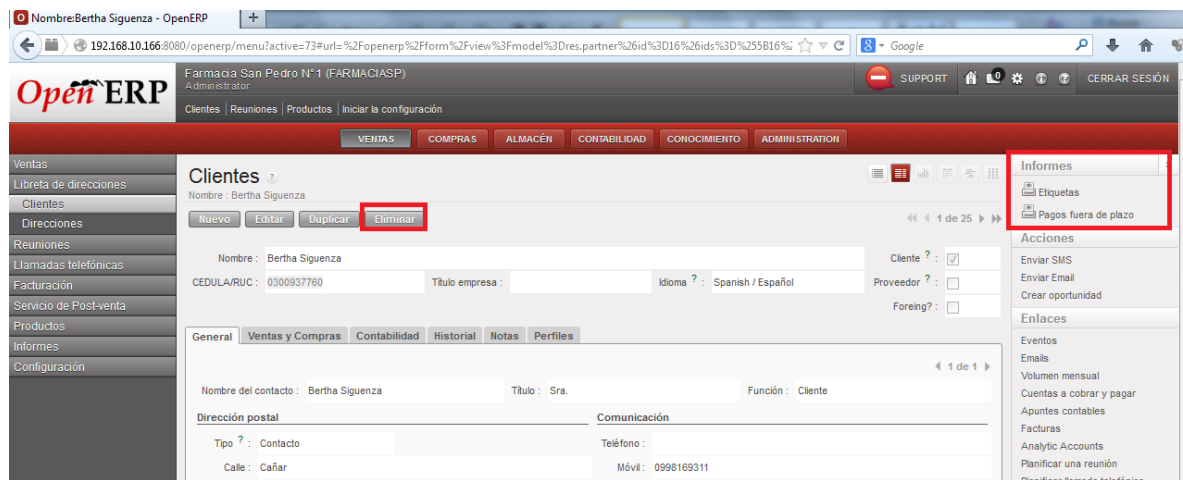 Nombre:Bertha Siguenza - OpenERP
192.168.10.166:8080/openerp/menu?active=73#url=%2Fopenerp%2Fform%2Fview%3Fmodel%3Dres.partner%26id%3D16%26ids%3D%255B16%2
Google
Open ERP
Farmacia San Pedro N°1 (FARMACIASP)
Administrator
SUPPORT
0
CERRAR SESIÓN
Clientes | Reuniones | Productos | Iniciar la configuración
VENTAS COMPRAS ALMACÉN CONTABILIDAD CONOCIMIENTO ADMINISTRATION
Ventas
Libreta de direcciones
Clientes
Direcciones
Reuniones
Llamadas telefónicas
Facturación
Servicio de Post-venta
Productos
Informes
Configuración
Clientes ?
Nombre : Bertha Siguenza
Nuevo Editar Duplicar Eliminar
1 de 25
Nombre : Bertha Siguenza
Cliente ? :
CEDULA/RUC : 0300937760 Título empresa : Idioma ? : Spanish / Español
Proveedor ? :
Foreing? :
General Ventas y Compras Contabilidad Historial Notas Perfiles
1 de 1
Nombre del contacto : Bertha Siguenza Título : Sra. Función : Cliente
Dirección postal Comunicación
Tipo ? : Contacto Teléfono :
Calle : Cañar Móvil : 0998169311
Informes
Etiquetas
Pagos fuera de plazo
Acciones
Enviar SMS
Enviar Email
Crear oportunidad
Enlaces
Eventos
Emails
Volumen mensual
Cuentas a cobrar y pagar
Apuntes contables
Facturas
Analytic Accounts
Planificar una reunión